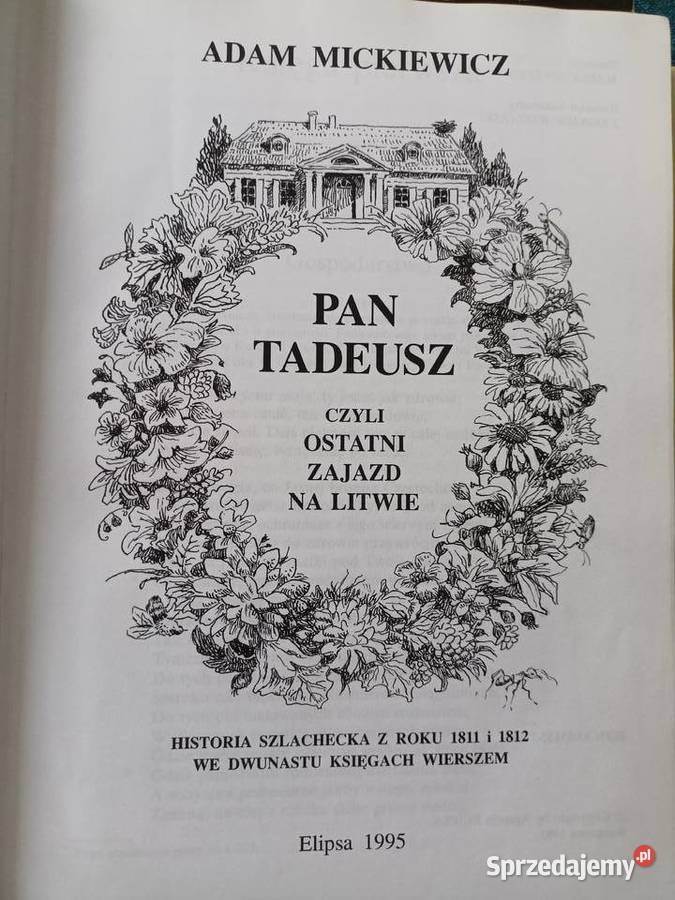 ADAM MICKIEWICZ
PAN
TADEUSZ
CZYLI
OSTATNI
ZAJAZD
NA LITWIE
HISTORIA SZLACHECKA Z ROKU 1811 i 1812
WE DWUNASTU KSIĘGACH WIERSZEM
Elipsa 1995
Sprzedajemy.pl